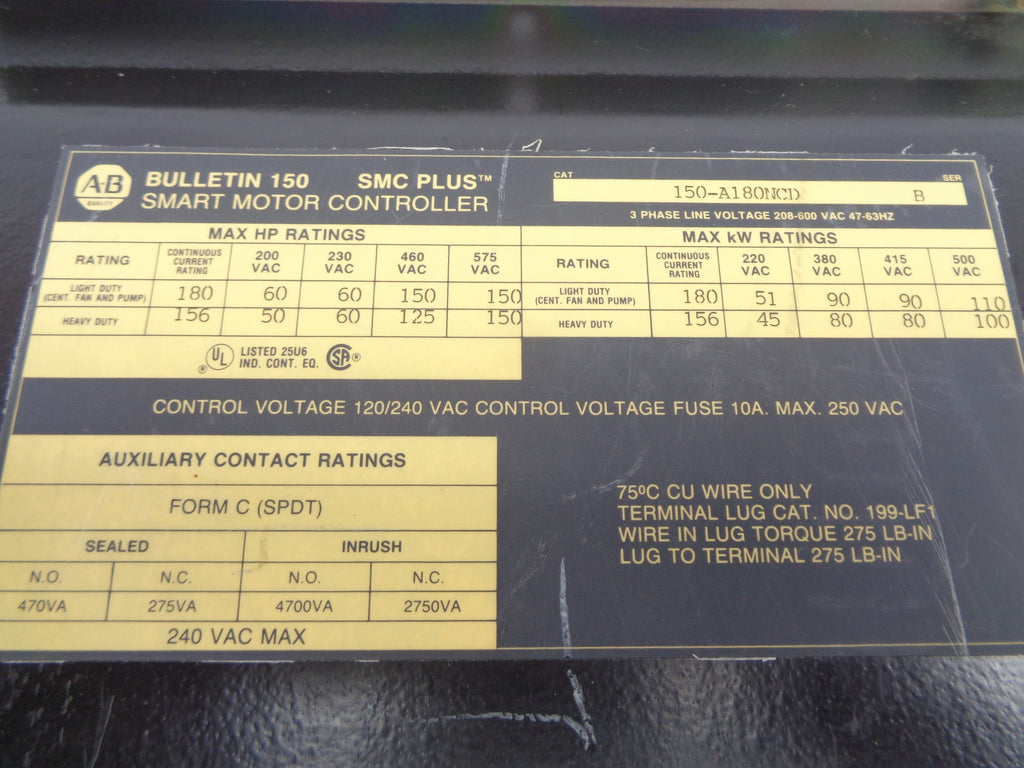 A-B
QUALITY
BULLETIN 150 SMC PLUS™
SMART MOTOR CONTROLLER
CAT SER
150-A180NCD B
3 PHASE LINE VOLTAGE 208-600 VAC 47-63HZ
MAX HP RATINGS
RATING CONTINUOUS CURRENT RATING 200 VAC 230 VAC 460 VAC 575 VAC
LIGHT DUTY (CENT. FAN AND PUMP) 180 60 60 150 150
HEAVY DUTY 156 50 60 125 150
MAX kW RATINGS
RATING CONTINUOUS CURRENT RATING 220 VAC 380 VAC 415 VAC 500 VAC
LIGHT DUTY (CENT. FAN AND PUMP) 180 51 90 90 110
HEAVY DUTY 156 45 80 80 100
UL® LISTED 25U6 SA®
IND. CONT. EQ.
CONTROL VOLTAGE 120/240 VAC CONTROL VOLTAGE FUSE 10A. MAX. 250 VAC
AUXILIARY CONTACT RATINGS
FORM C (SPDT)
SEALED INRUSH
N.O. N.C. N.O. N.C.
470VA 275VA 4700VA 2750VA
240 VAC MAX
75ºC CU WIRE ONLY
TERMINAL LUG CAT. NO. 199-LF1
WIRE IN LUG TORQUE 275 LB-IN
LUG TO TERMINAL 275 LB-IN